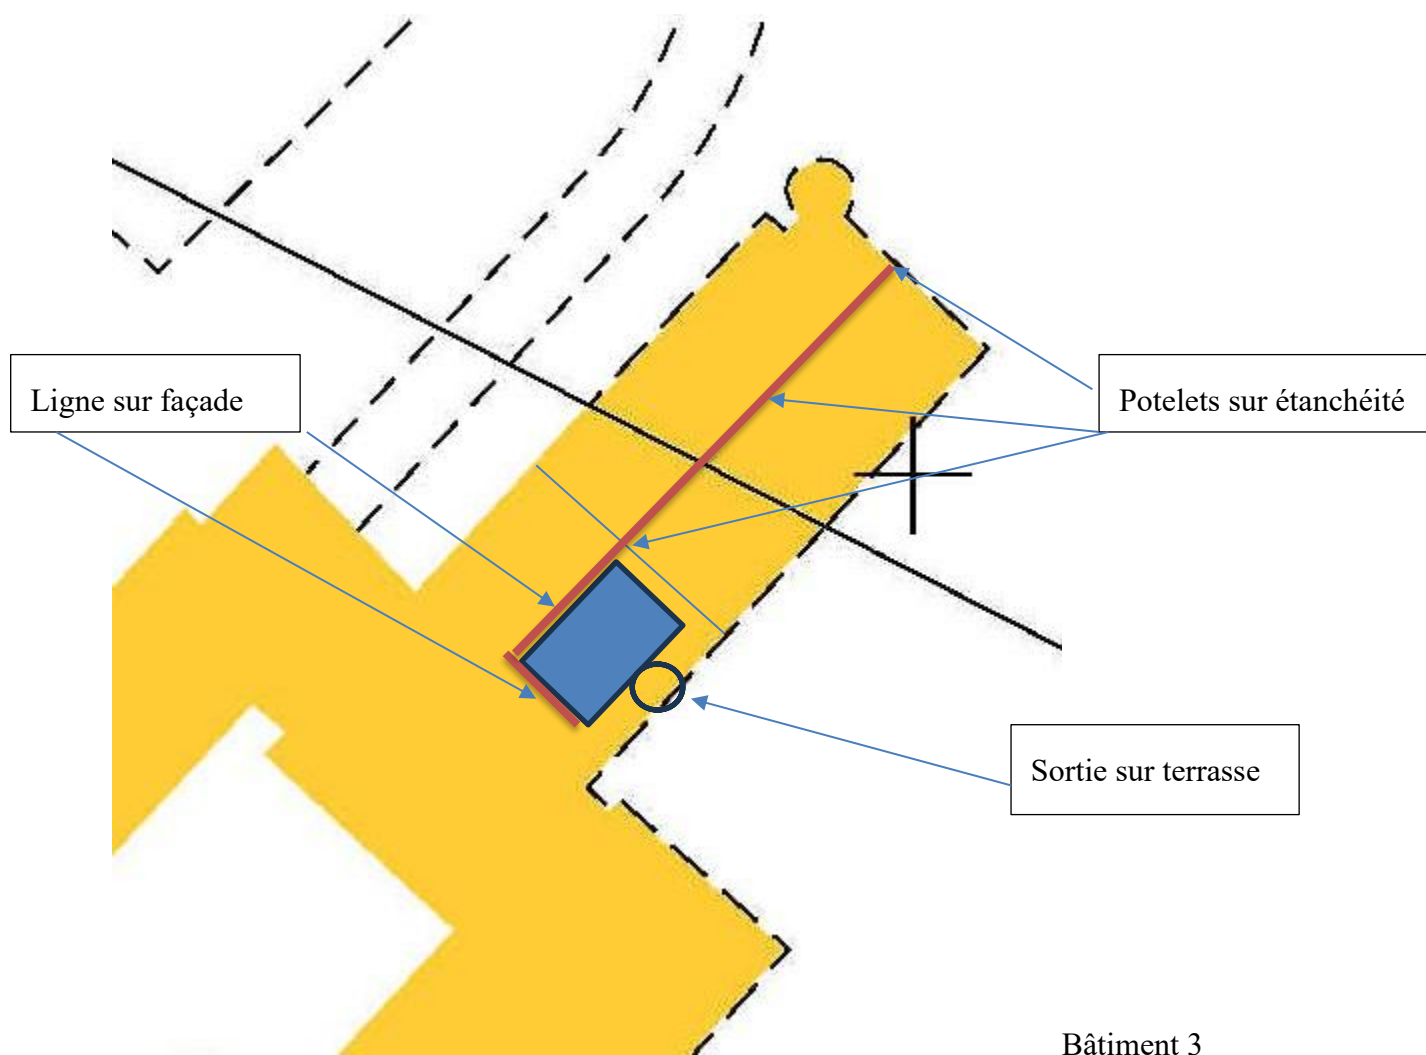 Ligne sur façade
Potelets sur étanchéité
Sortie sur terrasse
Bâtiment 3